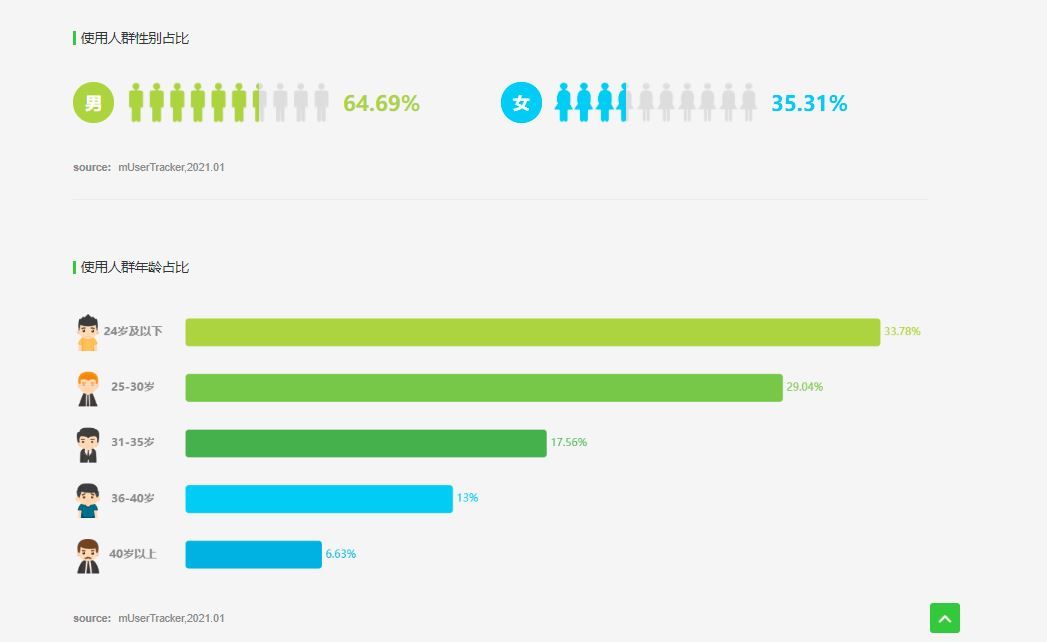 使用人群性别占比
男 64.69% 女 35.31%
source: mUserTracker,2021.01
使用人群年龄占比
24岁及以下 33.78%
25-30岁 29.04%
31-35岁 17.56%
36-40岁 13%
40岁以上 6.63%
source: mUserTracker,2021.01